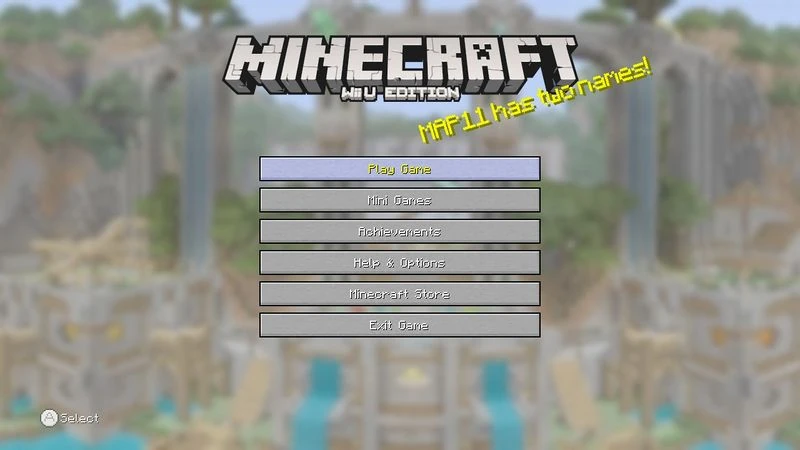 MINECRAFT
Wii U EDITION
MAP11 has two names!
Play Game
Mini Games
Achievements
Help & Options
Minecraft Store
Exit Game
A Select